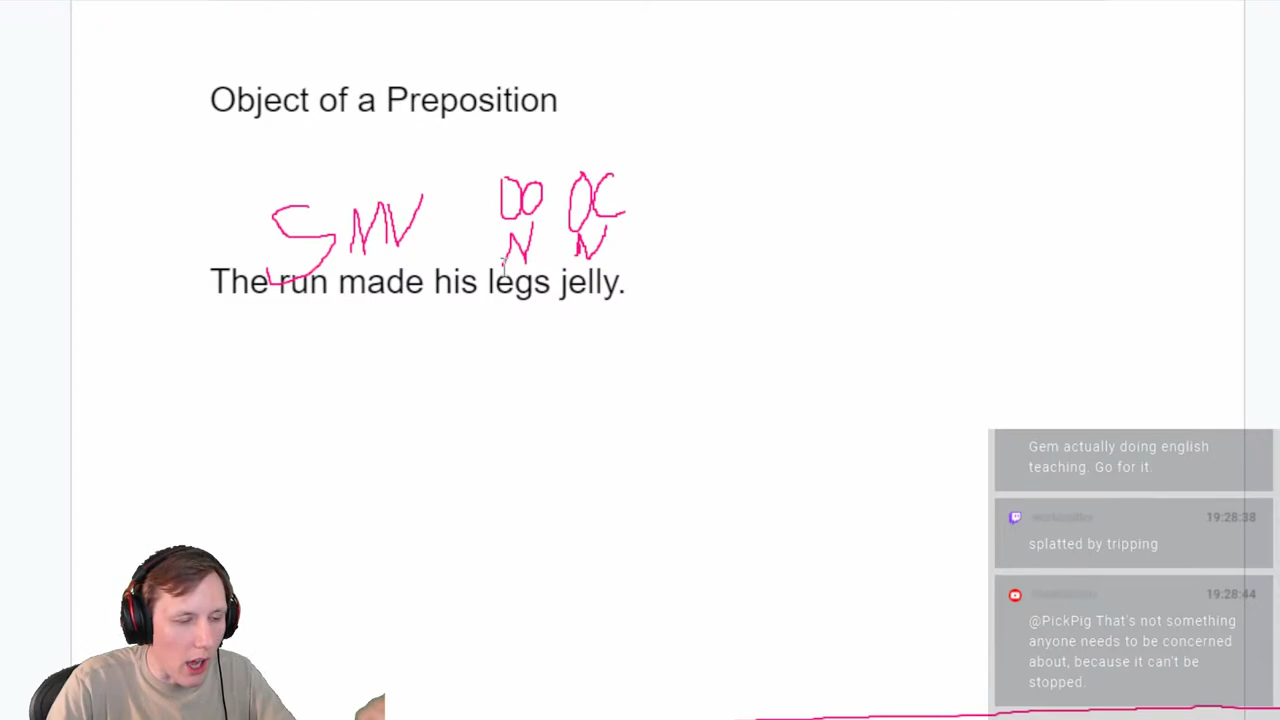 Object of a Preposition
DO OC
S MV N N
The run made his legs jelly.
Gem actually doing english
teaching. Go for it.
19:28:38
splatted by tripping
19:28:44
@PickPig That's not something
anyone needs to be concerned
about, because it can't be
stopped.